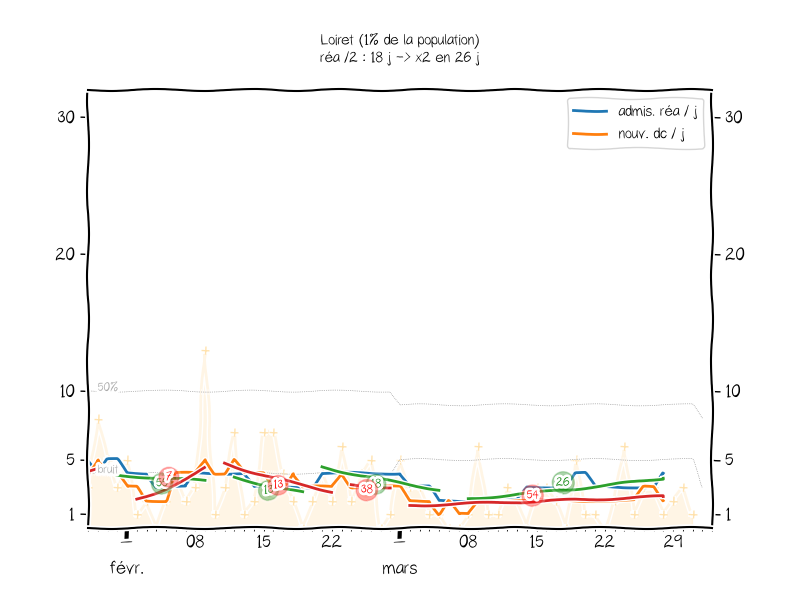 Loiret (1% de la population)
réa /2 : 18 j -> x2 en 26 j
admis. réa / j
nouv. dc / j
30 30
20 20
10 10
50%
5 5
bruit
7
13
18
38
26
54
1 1
08 15 22 08 15 22 29
févr. mars